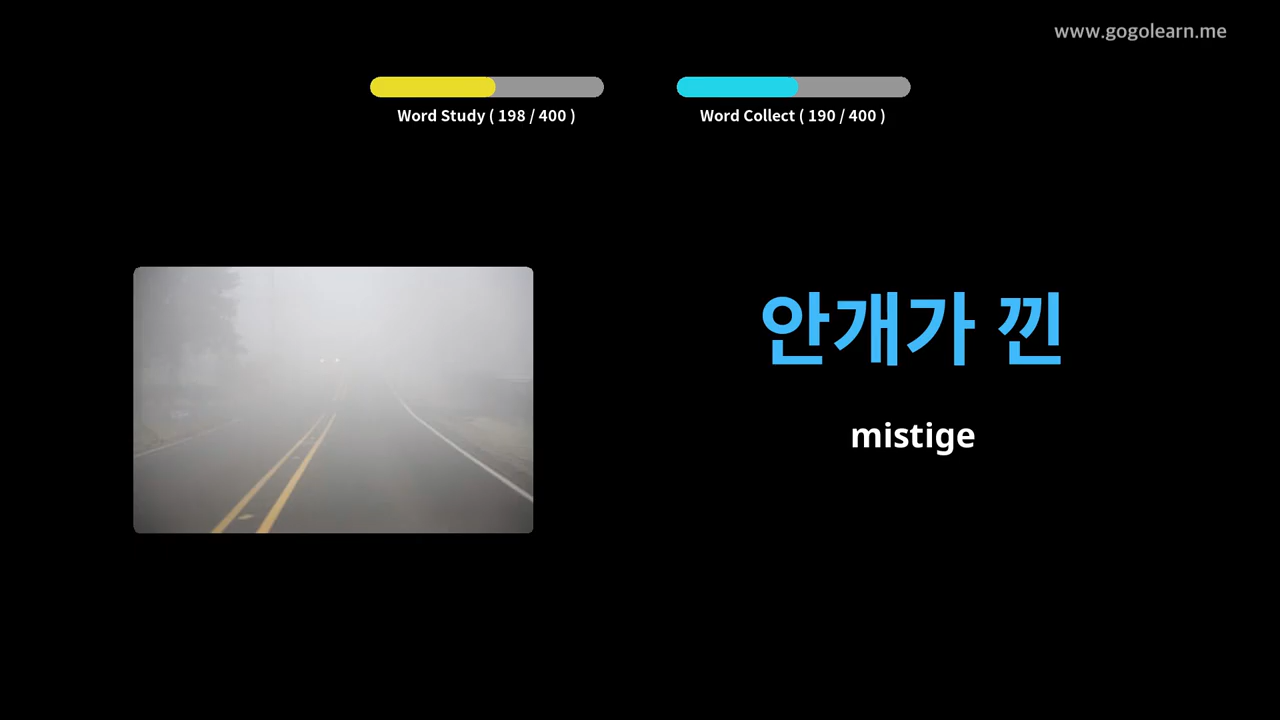 www.gogolearn.me
Word Study ( 198 / 400 )
Word Collect ( 190 / 400 )
안개가 낀
mistige